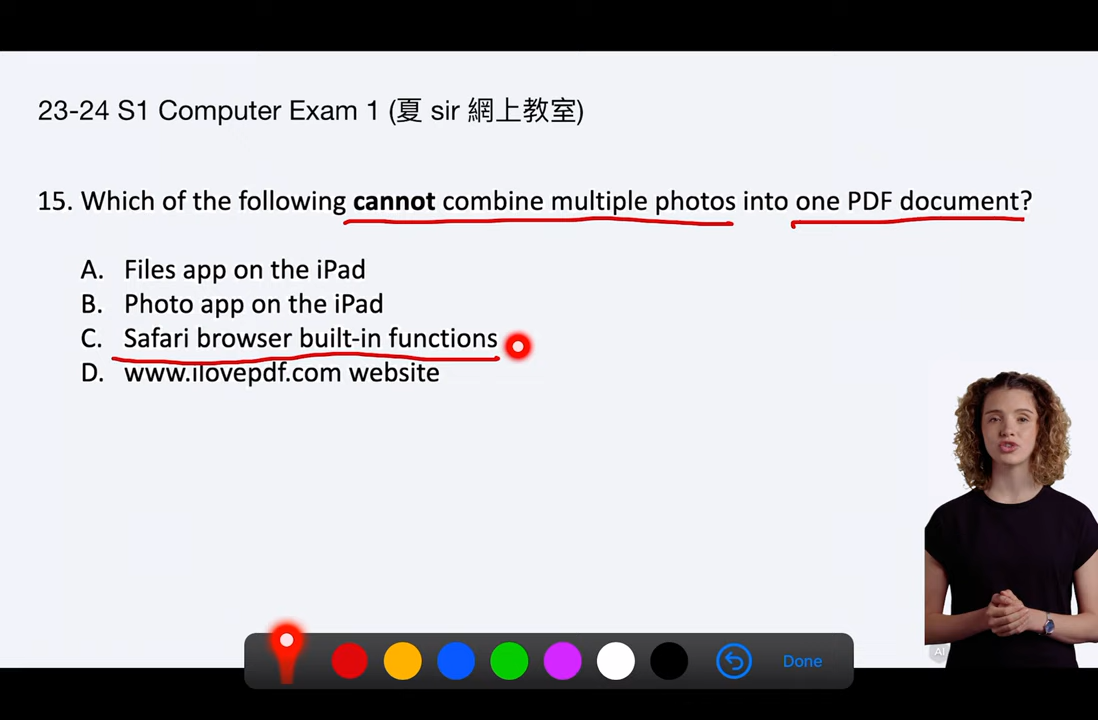 23-24 S1 Computer Exam 1 (夏 sir 網上教室)
15. Which of the following cannot combine multiple photos into one PDF document?
A. Files app on the iPad
B. Photo app on the iPad
C. Safari browser built-in functions
D. www.ilovepdf.com website
AI
Done